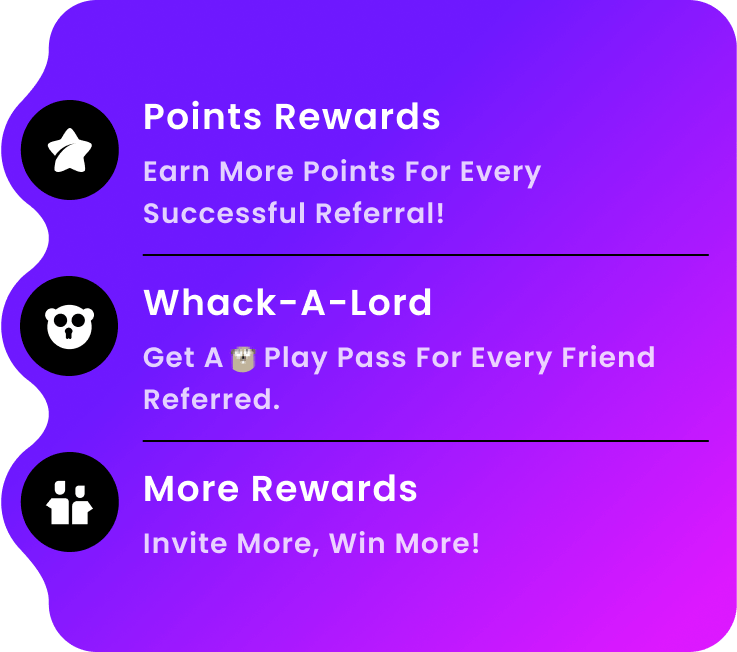 Points Rewards
Earn More Points For Every
Successful Referral!
Whack-A-Lord
Get A Play Pass For Every Friend
Referred.
More Rewards
Invite More, Win More!